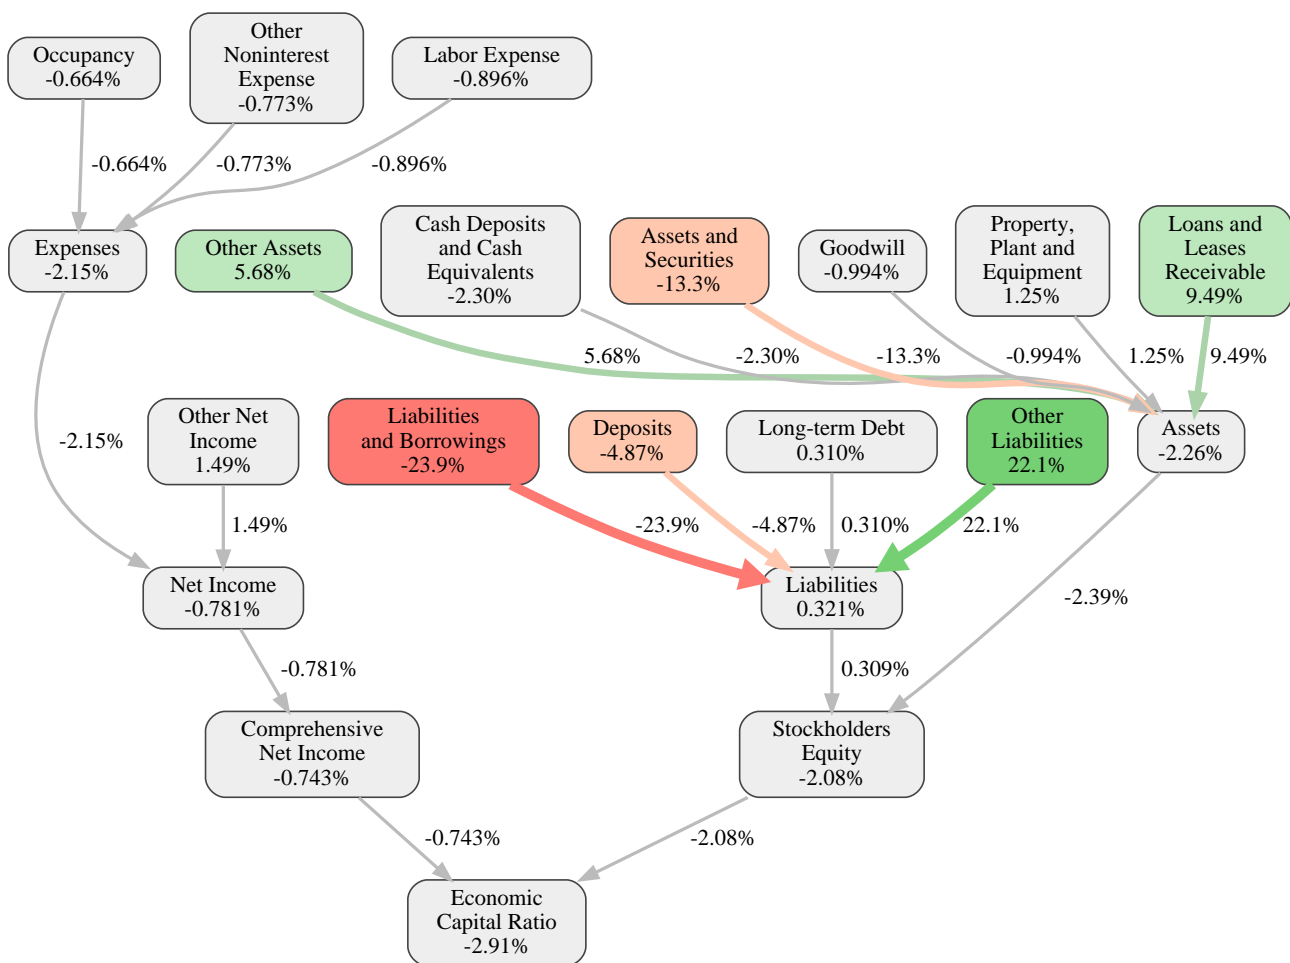 Occupancy
-0.664%
Other
Noninterest
Expense
-0.773%
Labor Expense
-0.896%
-0.664%
-0.773%
-0.896%
Expenses
-2.15%
Other Assets
5.68%
Cash Deposits
and Cash
Equivalents
-2.30%
Assets and
Securities
-13.3%
Goodwill
-0.994%
Property,
Plant and
Equipment
1.25%
Loans and
Leases
Receivable
9.49%
5.68%
-2.30%
-13.3%
-0.994%
1.25%
9.49%
-2.15%
Other Net
Income
1.49%
Liabilities
and Borrowings
-23.9%
Deposits
-4.87%
Long-term Debt
0.310%
Other
Liabilities
22.1%
Assets
-2.26%
1.49%
-23.9%
-4.87%
0.310%
22.1%
Net Income
-0.781%
Liabilities
0.321%
-2.39%
-0.781%
0.309%
Comprehensive
Net Income
-0.743%
Stockholders
Equity
-2.08%
-0.743%
-2.08%
Economic
Capital Ratio
-2.91%